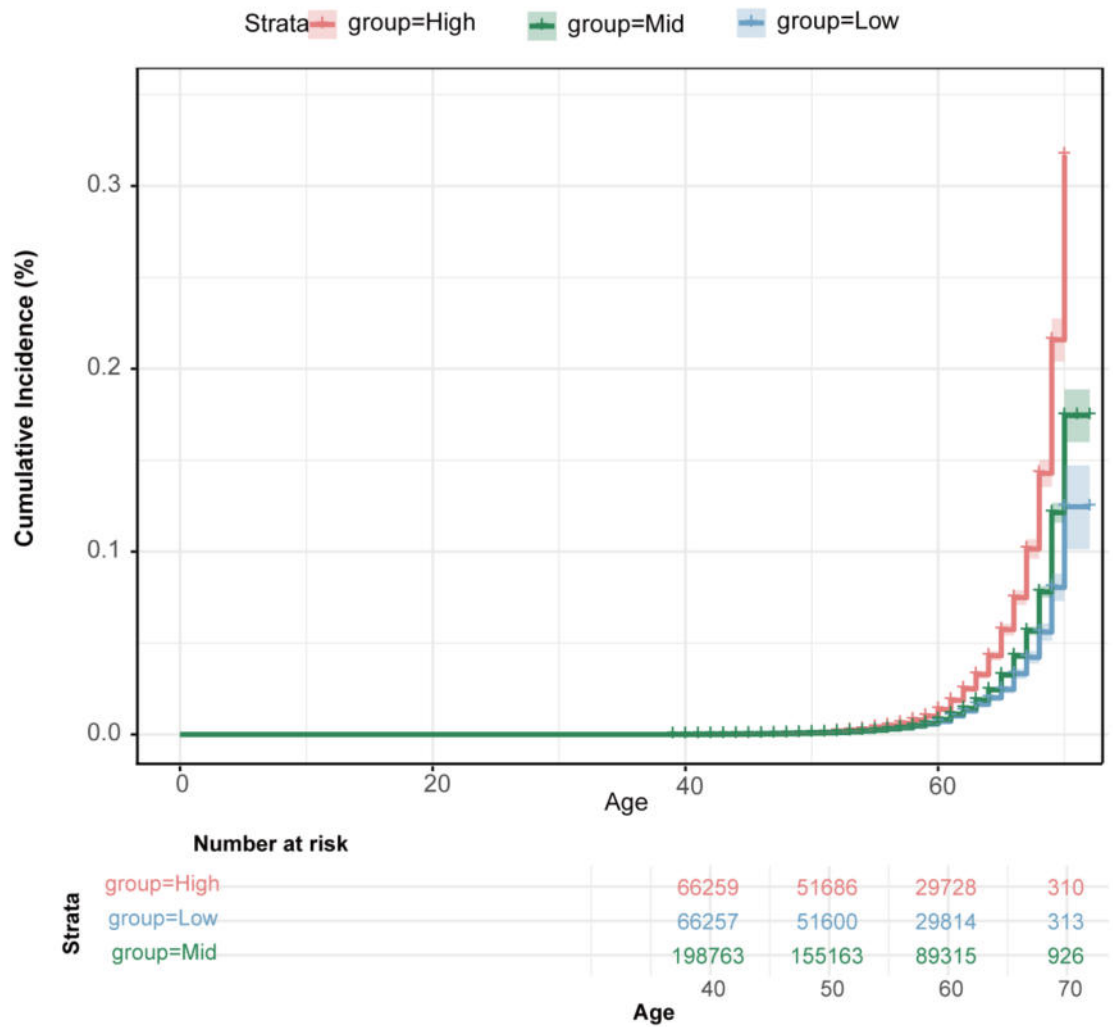 Strata group=High group=Mid group=Low
Cumulative Incidence (%)
0.3
0.2
0.1
0.0
0 20 40 60
Age
Number at risk
Strata
group=High 66259 51686 29728 310
group=Low 66257 51600 29814 313
group=Mid 198763 155163 89315 926
40 50 60 70
Age